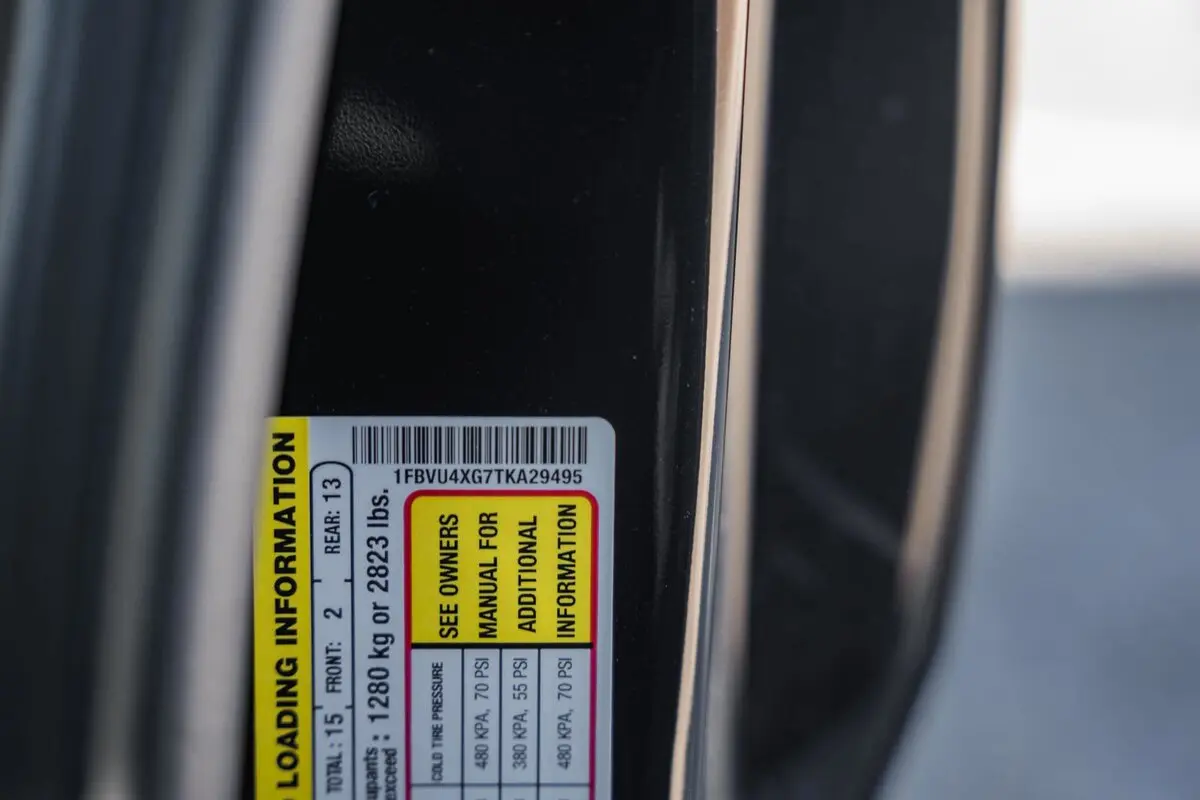 1FBVU4XG7TKA29495
LOADING INFORMATION
TOTAL: 15 FRONT: 2 REAR: 13
exceed: 1280 kg or 2823 lbs.
SEE OWNERS
MANUAL FOR
ADDITIONAL
INFORMATION
COLD TIRE PRESSURE
480 KPA, 70 PSI
380 KPA, 55 PSI
480 KPA, 70 PSI